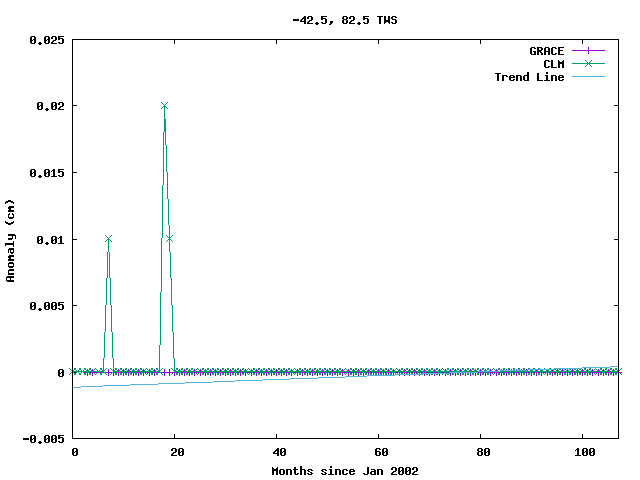 -42.5, 82.5 TWS
0.025
0.02
0.015
0.01
0.005
0
-0.005
Anomaly (cm)
GRACE
CLM
Trend Line
0 20 40 60 80 100
Months since Jan 2002